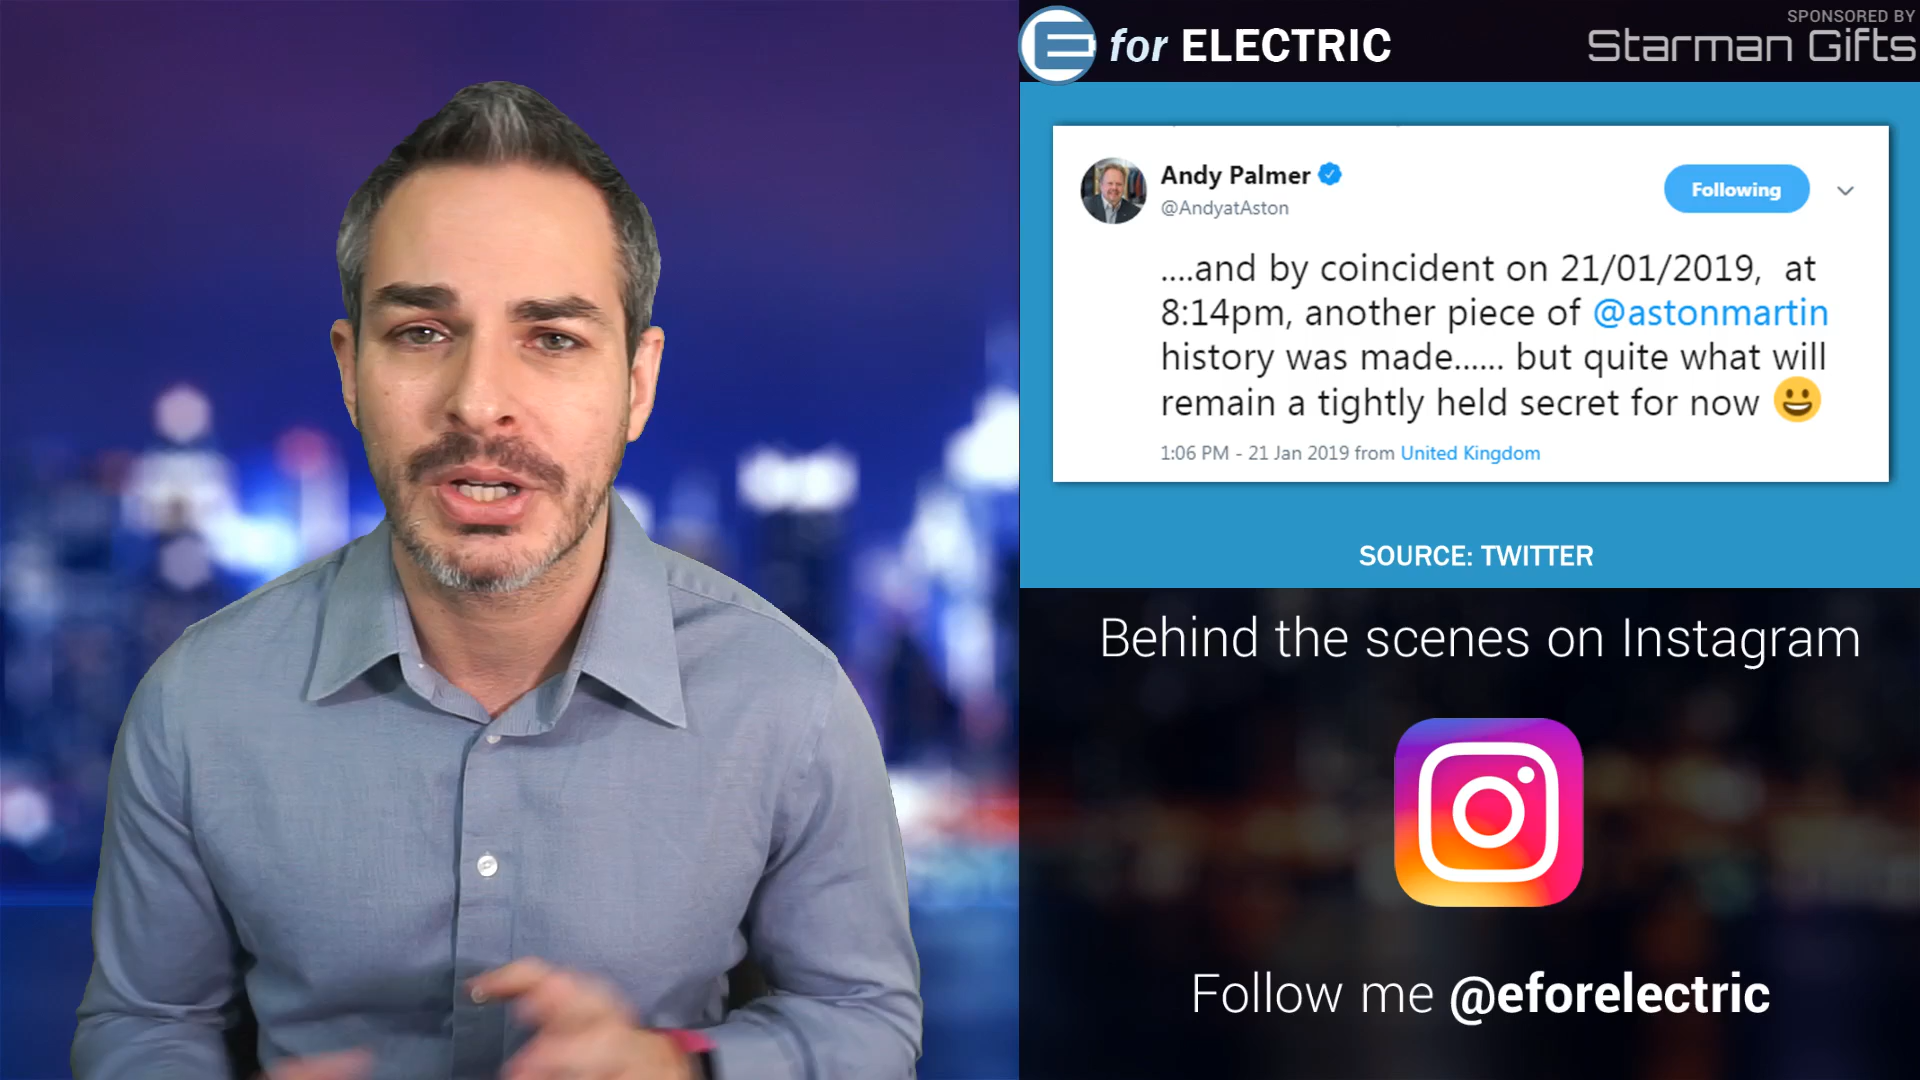 E for ELECTRIC
SPONSORED BY
Starman Gifts
Andy Palmer
@AndyatAston
Following
....and by coincident on 21/01/2019, at
8:14pm, another piece of @astonmartin
history was made...... but quite what will
remain a tightly held secret for now 😀
1:06 PM - 21 Jan 2019 from United Kingdom
SOURCE: TWITTER
Behind the scenes on Instagram
Follow me @eforelectric